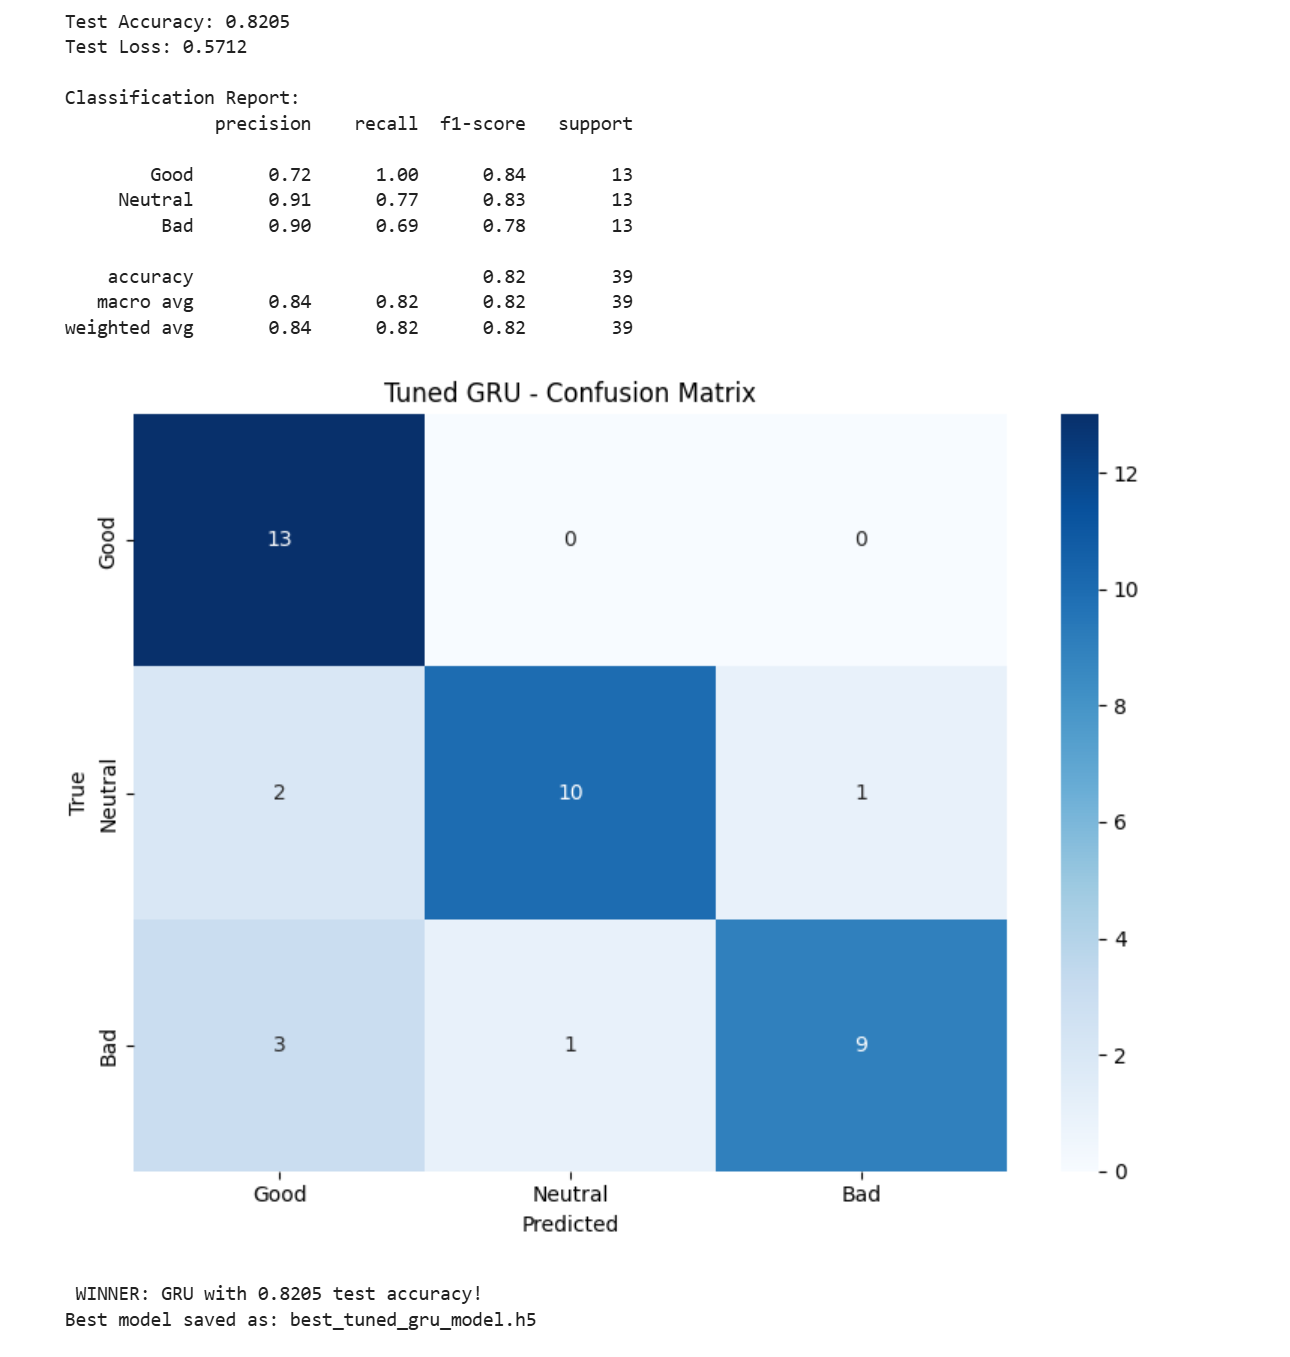 Test Accuracy: 0.8205
Test Loss: 0.5712
Classification Report:
precision recall f1-score support
Good 0.72 1.00 0.84 13
Neutral 0.91 0.77 0.83 13
Bad 0.90 0.69 0.78 13
accuracy 0.82 39
macro avg 0.84 0.82 0.82 39
weighted avg 0.84 0.82 0.82 39
Tuned GRU - Confusion Matrix
True
Good 13 0 0
Neutral 2 10 1
Bad 3 1 9
Good Neutral Bad
Predicted
12
10
8
6
4
2
0
WINNER: GRU with 0.8205 test accuracy!
Best model saved as: best_tuned_gru_model.h5